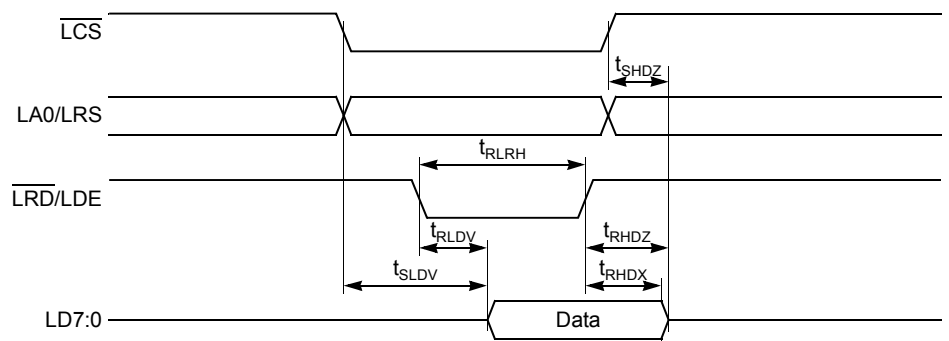 LCS
tSHDZ
LA0/LRS
tRLRH
LRD/LDE
tRLDV
tRHDZ
tSLDV
tRHDX
LD7:0
Data